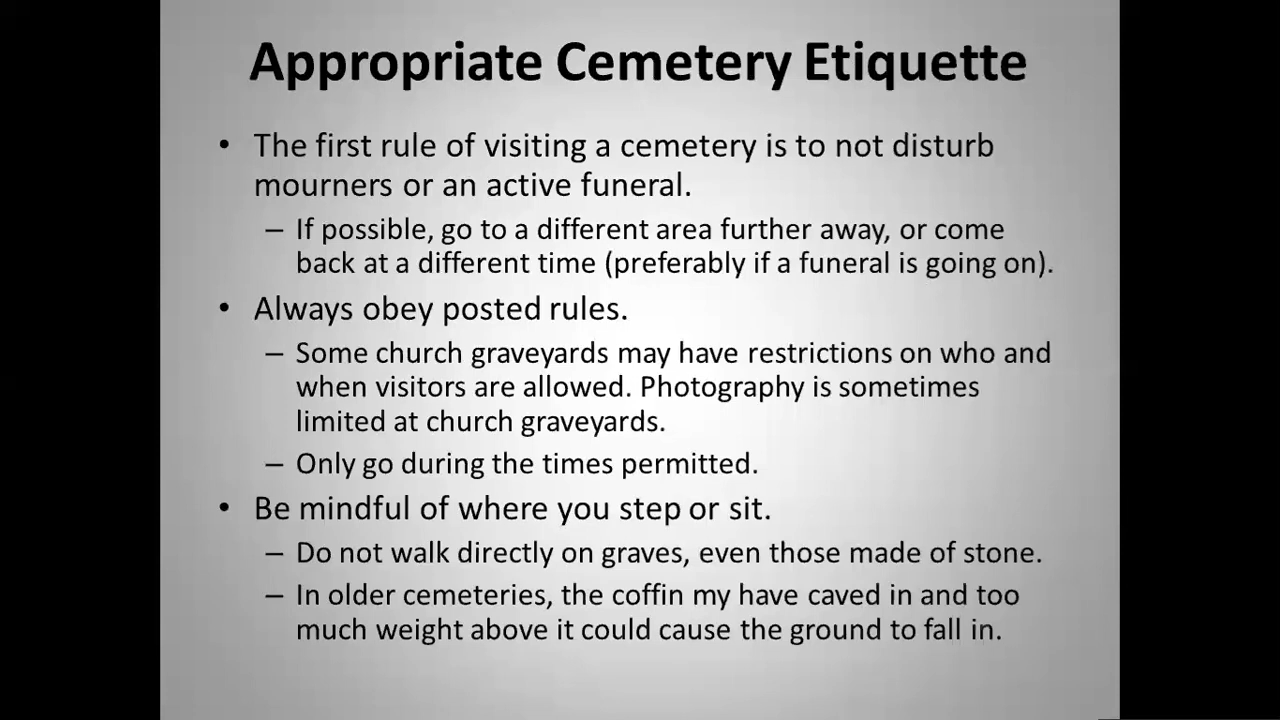 Appropriate Cemetery Etiquette
• The first rule of visiting a cemetery is to not disturb
mourners or an active funeral.
– If possible, go to a different area further away, or come
back at a different time (preferably if a funeral is going on).
• Always obey posted rules.
– Some church graveyards may have restrictions on who and
when visitors are allowed. Photography is sometimes
limited at church graveyards.
– Only go during the times permitted.
• Be mindful of where you step or sit.
– Do not walk directly on graves, even those made of stone.
– In older cemeteries, the coffin my have caved in and too
much weight above it could cause the ground to fall in.